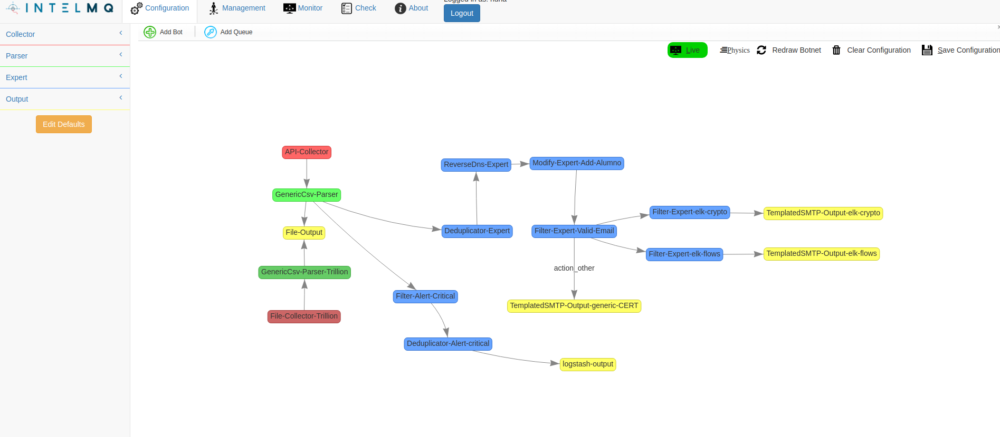 INTELMQ
Configuration
Management
Monitor
Check
About
Logout
Collector
Parser
Expert
Output
Edit Defaults
Add Bot
Add Queue
Live
Physics
Redraw Botnet
Clear Configuration
Save Configuration
API-Collector
ReverseDns-Expert
Modify-Expert-Add-Alumno
GenericCsv-Parser
Filter-Expert-elk-crypto
TemplatedSMTP-Output-elk-crypto
File-Output
Deduplicator-Expert
Filter-Expert-Valid-Email
Filter-Expert-elk-flows
TemplatedSMTP-Output-elk-flows
GenericCsv-Parser-Trillion
action_other
Filter-Alert-Critical
TemplatedSMTP-Output-generic-CERT
File-Collector-Trillion
Deduplicator-Alert-critical
logstash-output